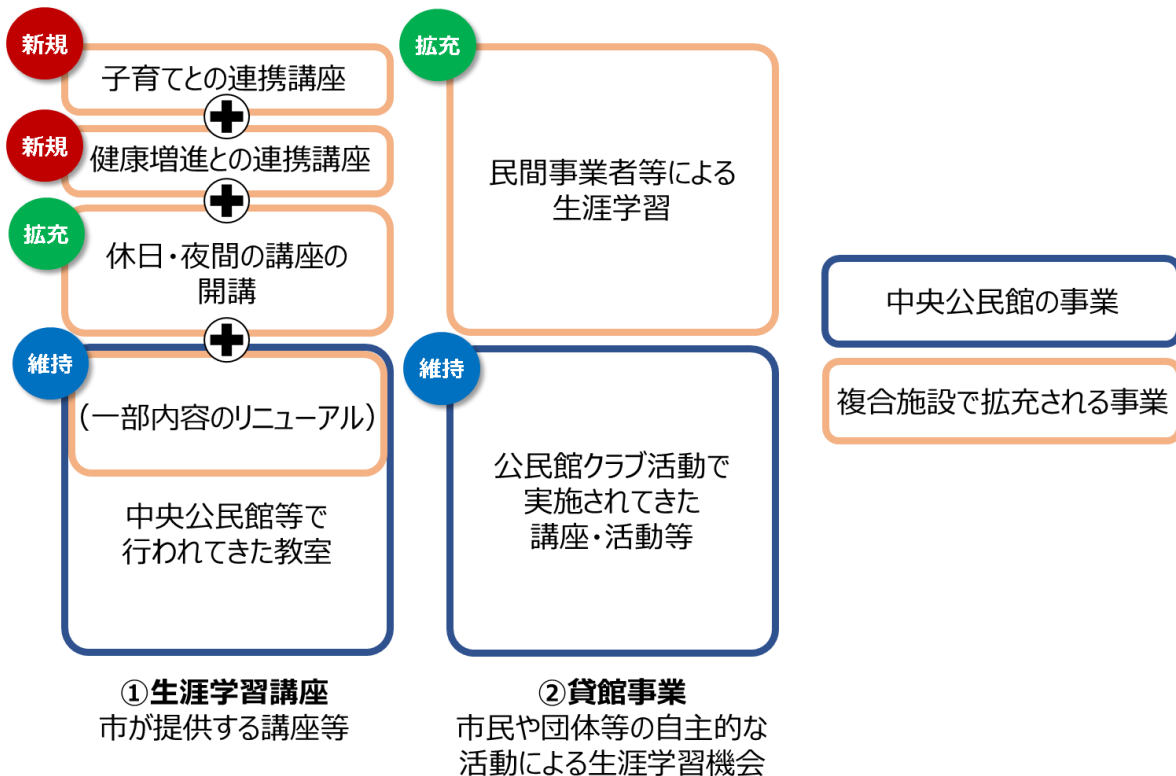 新規
子育てとの連携講座
新規
健康増進との連携講座
拡充
休日・夜間の講座の
開講
維持
(一部内容のリニューアル)
中央公民館等で
行われてきた教室
①生涯学習講座
市が提供する講座等
拡充
民間事業者等による
生涯学習
維持
公民館クラブ活動で
実施されてきた
講座・活動等
②貸館事業
市民や団体等の自主的な
活動による生涯学習機会
中央公民館の事業
複合施設で拡充される事業